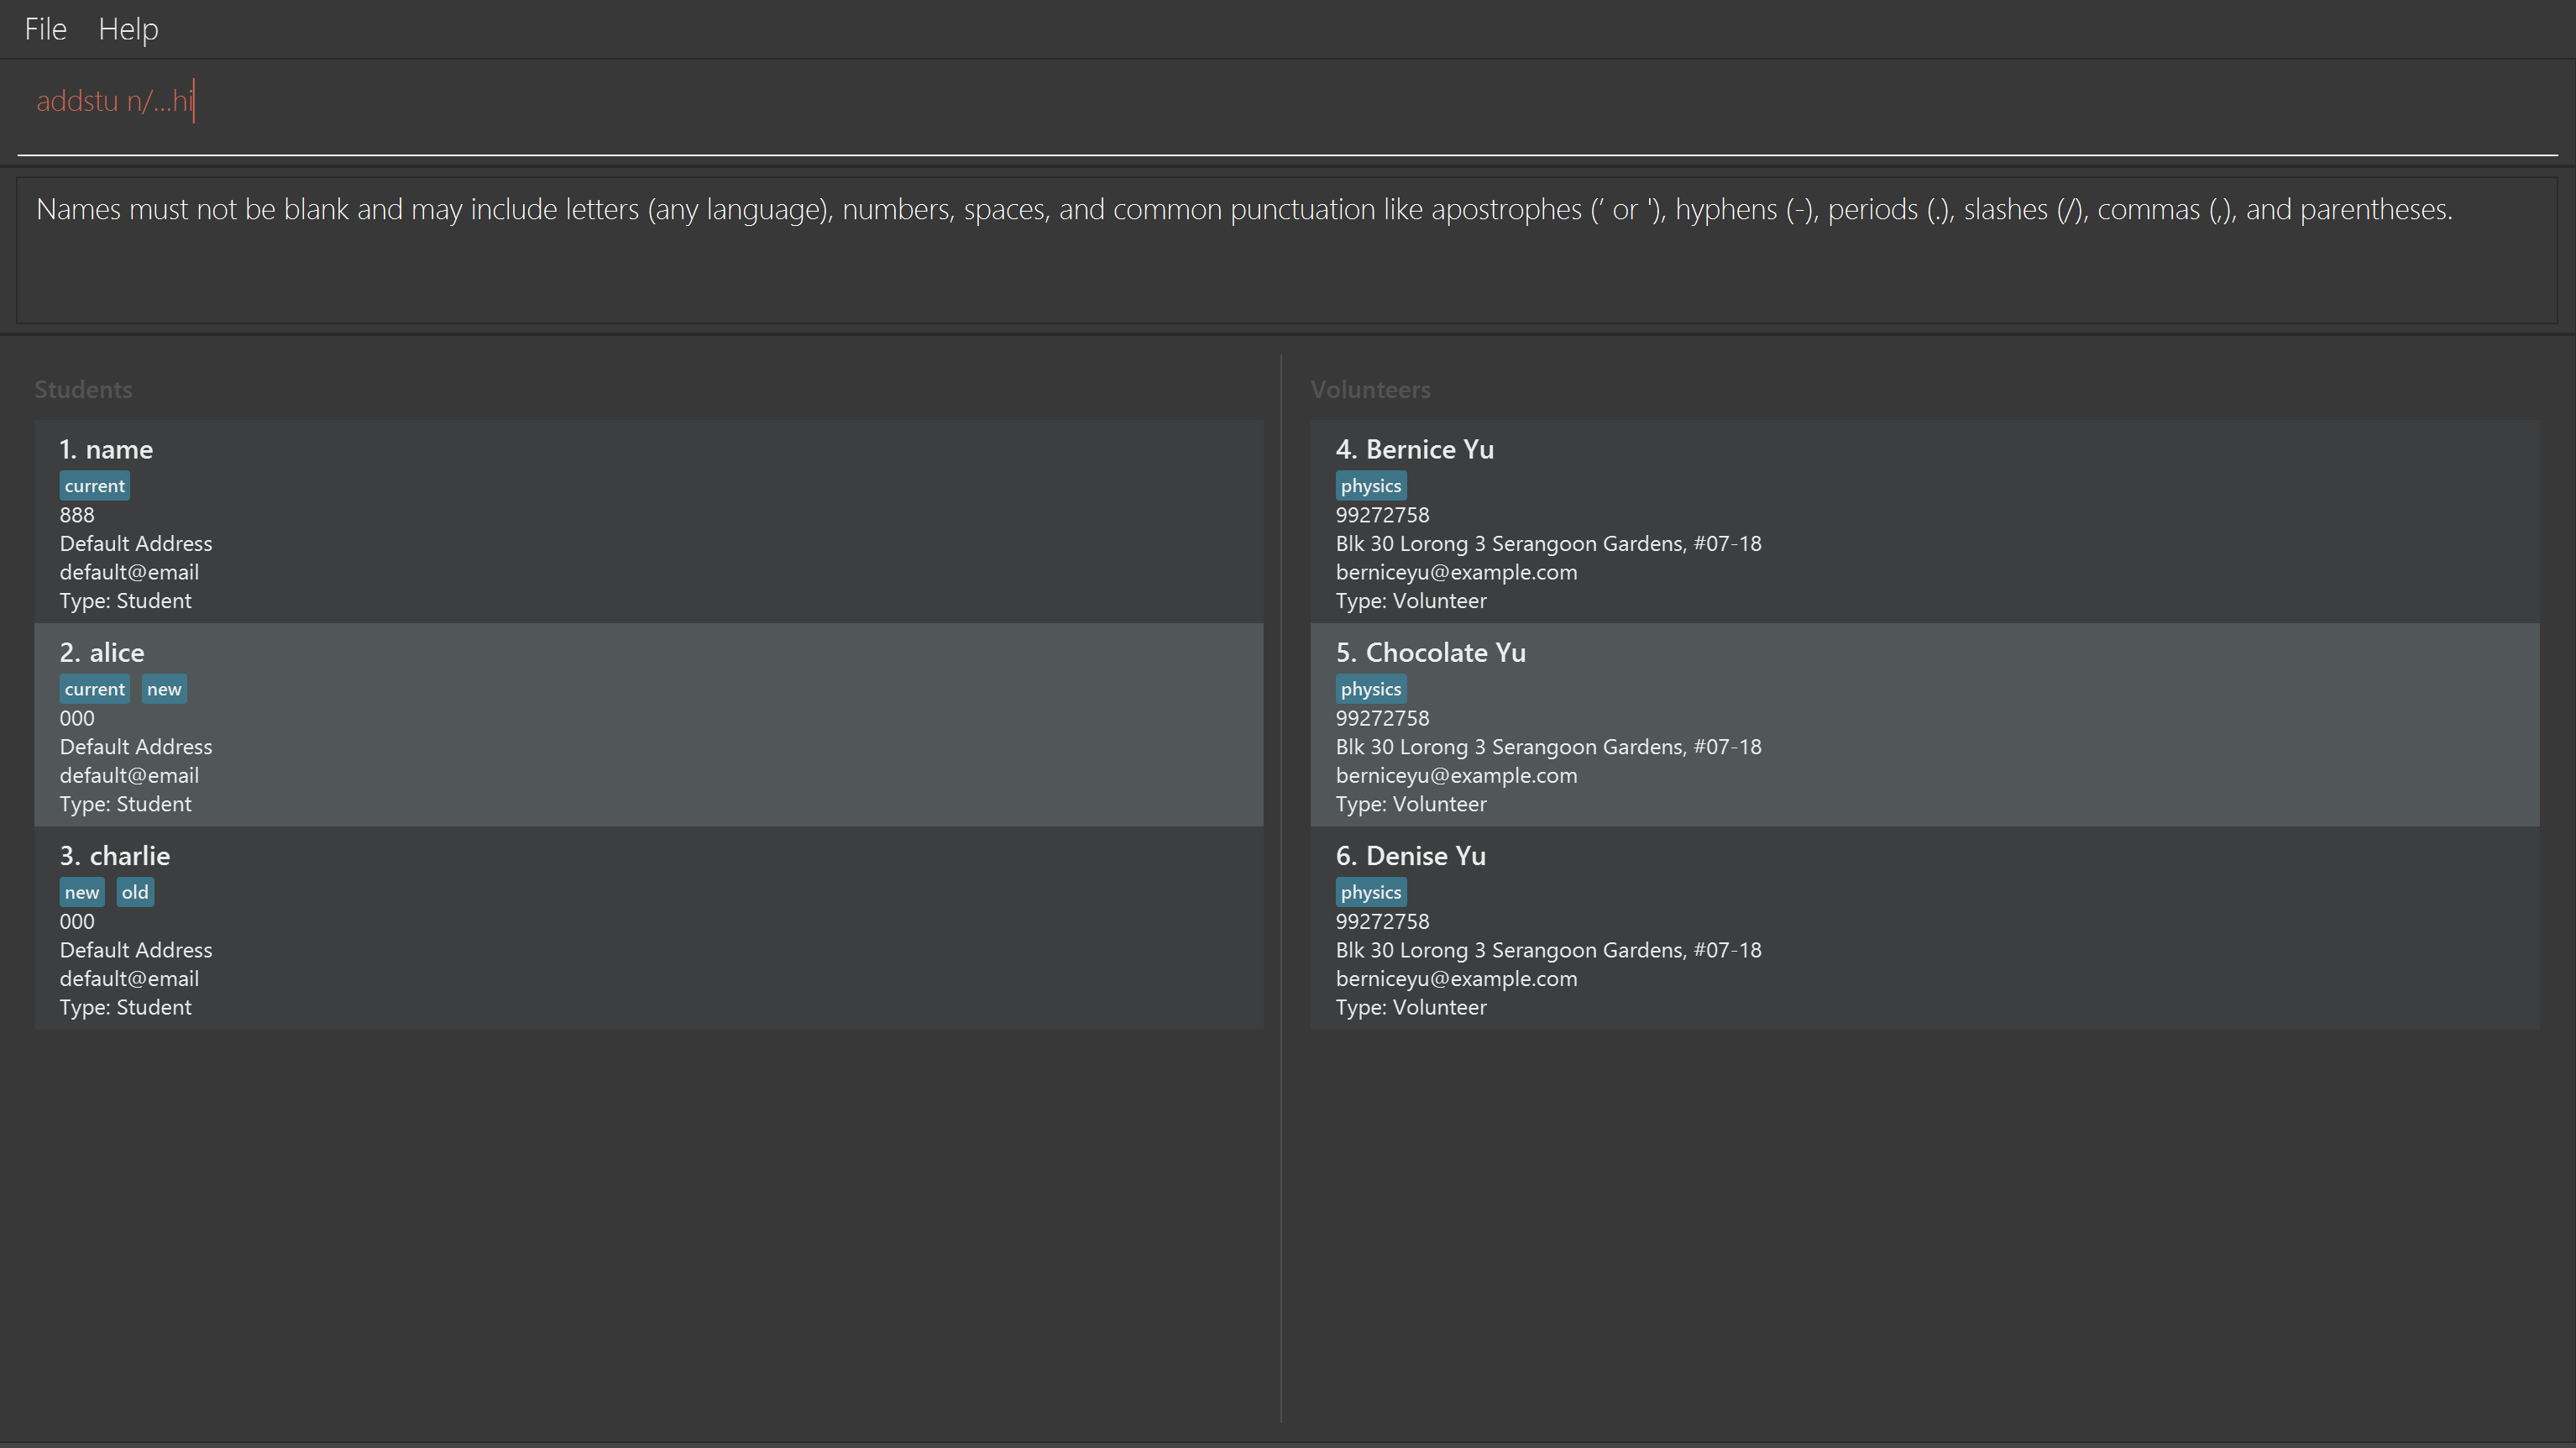 File Help
addstu n/...hi
Names must not be blank and may include letters (any language), numbers, spaces, and common punctuation like apostrophes (’ or '), hyphens (-), periods (.), slashes (/), commas (,), and parentheses.
Students
1. name
current
888
Default Address
default@email
Type: Student
2. alice
current new
000
Default Address
default@email
Type: Student
3. charlie
new old
000
Default Address
default@email
Type: Student
Volunteers
4. Bernice Yu
physics
99272758
Blk 30 Lorong 3 Serangoon Gardens, #07-18
berniceyu@example.com
Type: Volunteer
5. Chocolate Yu
physics
99272758
Blk 30 Lorong 3 Serangoon Gardens, #07-18
berniceyu@example.com
Type: Volunteer
6. Denise Yu
physics
99272758
Blk 30 Lorong 3 Serangoon Gardens, #07-18
berniceyu@example.com
Type: Volunteer